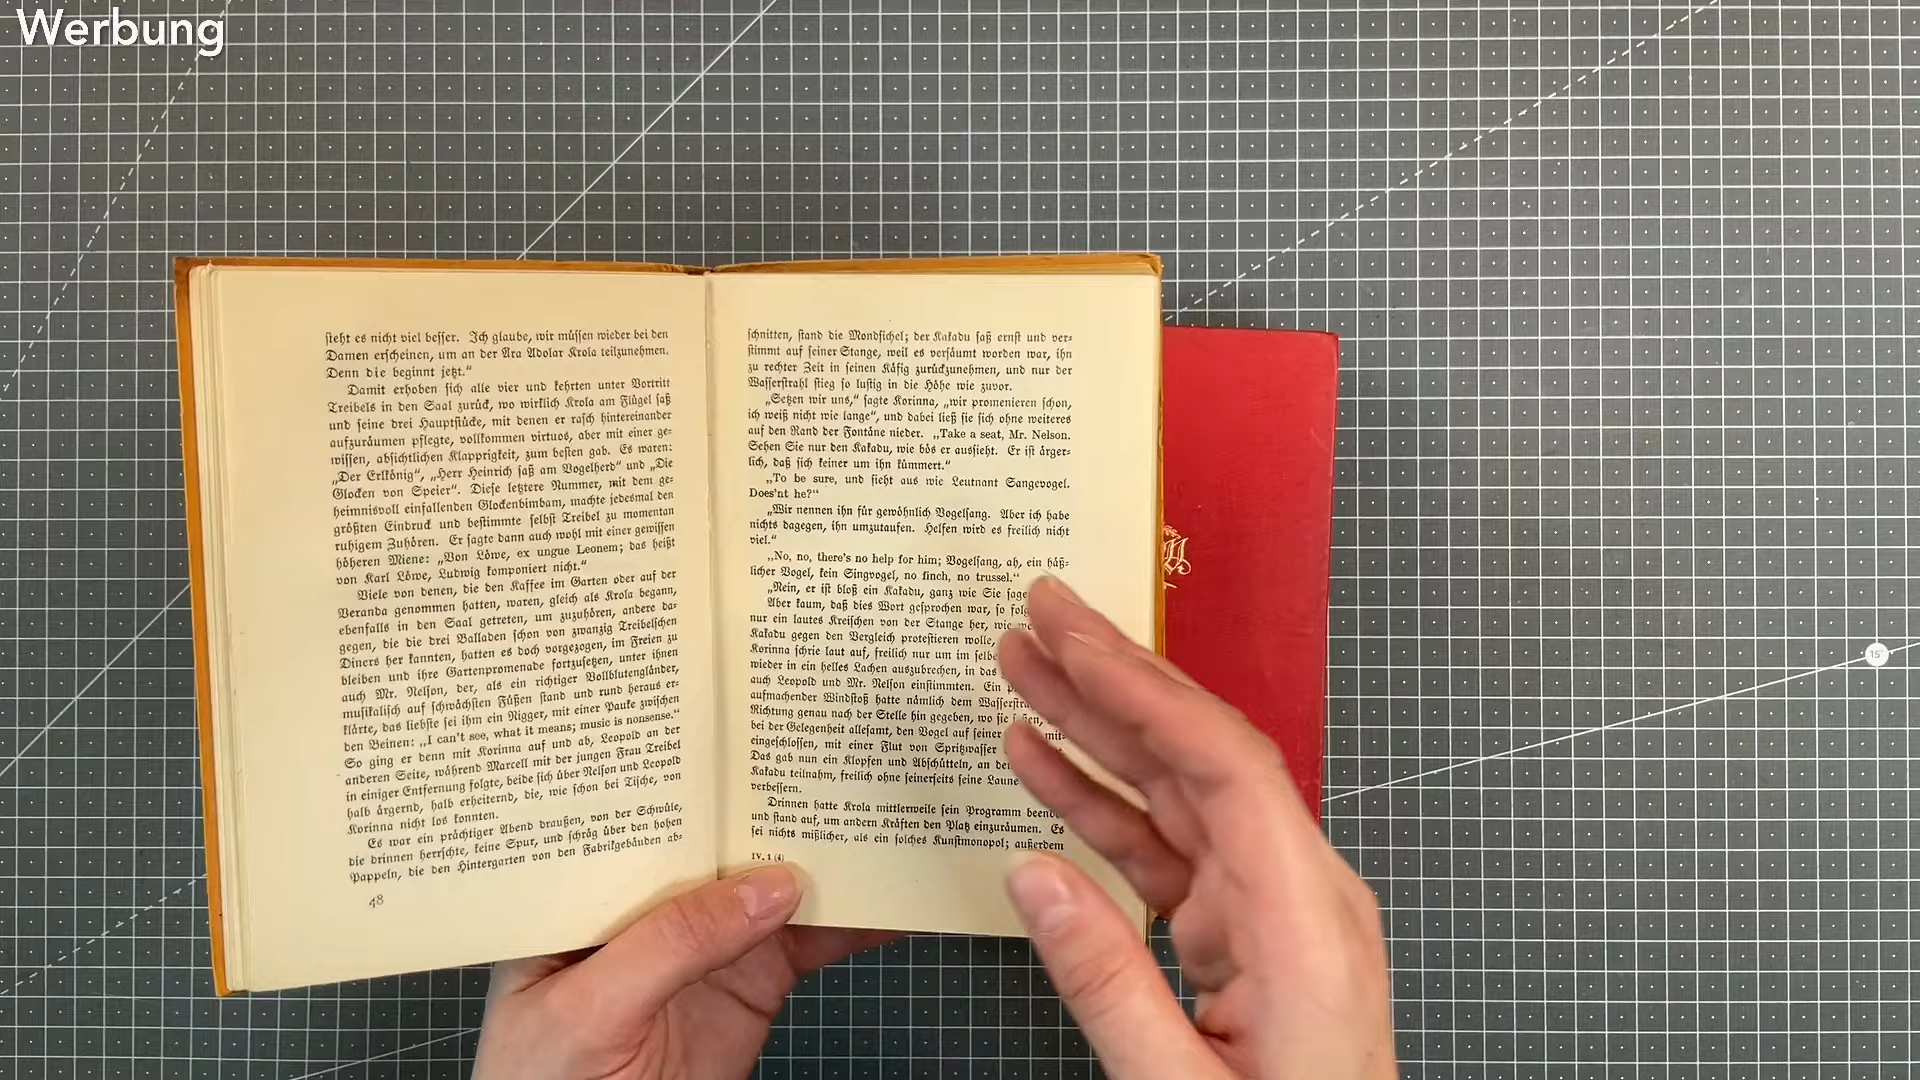 Werbung
steht es nicht viel besser. Ich glaube, wir müssen wieder bei den
Damen erscheinen, um an der Ära Adolar Krola teilzunehmen.
Denn die beginnt jetzt.“
Damit erhoben sich alle vier und kehrten unter Vortritt
Treibels in den Saal zurück, wo wirklich Krola am Flügel saß
und seine drei Hauptstücke, mit denen er rasch hintereinander
aufzuräumen pflegte, vollkommen virtuos, aber mit einer ge-
wissen, absichtlichen Klapprigkeit, zum besten gab. Es waren:
„Der Erlkönig“, „Herr Heinrich saß am Vogelherd“ und „Die
Glocken von Speier“. Diese letztere Nummer, mit dem ge-
heimnisvoll einfallenden Glockenbimbam, machte jedesmal den
größten Eindruck und bestimmte selbst Treibel zu momentan
ruhigem Zuhören. Er sagte dann auch wohl mit einer gewissen
höheren Miene: „Von Löwe, ex ungue Leonem; das heißt
von Karl Löwe, Ludwig komponiert nicht.“
Viele von denen, die den Kaffee im Garten oder auf der
Veranda genommen hatten, waren, gleich als Krola begann,
ebenfalls in den Saal getreten, um zuzuhören, andere da-
gegen, die die drei Balladen schon von zwanzig Treibelschen
Diners her kannten, hatten es doch vorgezogen, im Freien zu
bleiben und ihre Gartenpromenade fortzusetzen, unter ihnen
auch Mr. Nelson, der, als ein richtiger Vollblutengländer,
musikalisch auf schwächsten Füßen stand und rund heraus er-
klärte, das liebste sei ihm ein Nigger, mit einer Pauke zwischen
den Beinen: „I can't see, what it means; music is nonsense.“
So ging er denn mit Korinna auf und ab, Leopold an der
anderen Seite, während Marcell mit der jungen Frau Treibel
in einiger Entfernung folgte, beide sich über Nelson und Leopold
halb ärgernd, halb erheiternd, die, wie schon bei Tische, von
Korinna nicht los konnten.
Es war ein prächtiger Abend draußen, von der Schwüle,
die drinnen herrschte, keine Spur, und schräg über den hohen
Pappeln, die den Hintergarten von den Fabrikgebäuden ab-
48
schnitten, stand die Mondsichel; der Kakadu saß ernst und ver-
stimmt auf seiner Stange, weil es versäumt worden war, ihn
zu rechter Zeit in seinen Käfig zurückzunehmen, und nur der
Wasserstrahl stieg so lustig in die Höhe wie zuvor.
„Setzen wir uns,“ sagte Korinna, „wir promenieren schon,
ich weiß nicht wie lange“, und dabei ließ sie sich ohne weiteres
auf den Rand der Fontäne nieder. „Take a seat, Mr. Nelson.
Sehen Sie nur den Kakadu, wie bös er aussieht. Er ist ärger-
lich, daß sich keiner um ihn kümmert.“
„To be sure, und sieht aus wie Leutnant Sangevogel.
Does'nt he?“
„Wir nennen ihn für gewöhnlich Vogelsang. Aber ich habe
nichts dagegen, ihn umzutaufen. Helfen wird es freilich nicht
viel.“
„No, no, there's no help for him; Vogelsang, ah, ein häß-
licher Vogel, kein Singvogel, no finch, no trussel.“
„Nein, er ist bloß ein Kakadu, ganz wie Sie
Aber kaum, daß dies Wort gesprochen war, so
nur ein lautes Kreischen von der Stange her,
Kakadu gegen den Vergleich protestieren wolle,
Korinna schrie laut auf, freilich nur um im
wieder in ein helles Lachen auszubrechen, in das
auch Leopold und Mr. Nelson einstimmten. Ein
aufmachender Windstoß hatte nämlich dem
Richtung genau nach der Stelle hin gegeben, wo sie
bei der Gelegenheit allesamt, den Vogel auf seiner mit-
eingeschlossen, mit einer Flut von Spritzwasser
Das gab nun ein Klopfen und Abschütteln, an
Kakadu teilnahm, freilich ohne seinerseits seine Laune
verbessern.
Drinnen hatte Krola mittlerweile sein Programm
und stand auf, um andern Kräften den Platz einzuräumen. Es
sei nichts mißlicher, als ein solches Kunstmonopol; außerdem
IV. 1 (4)
15°